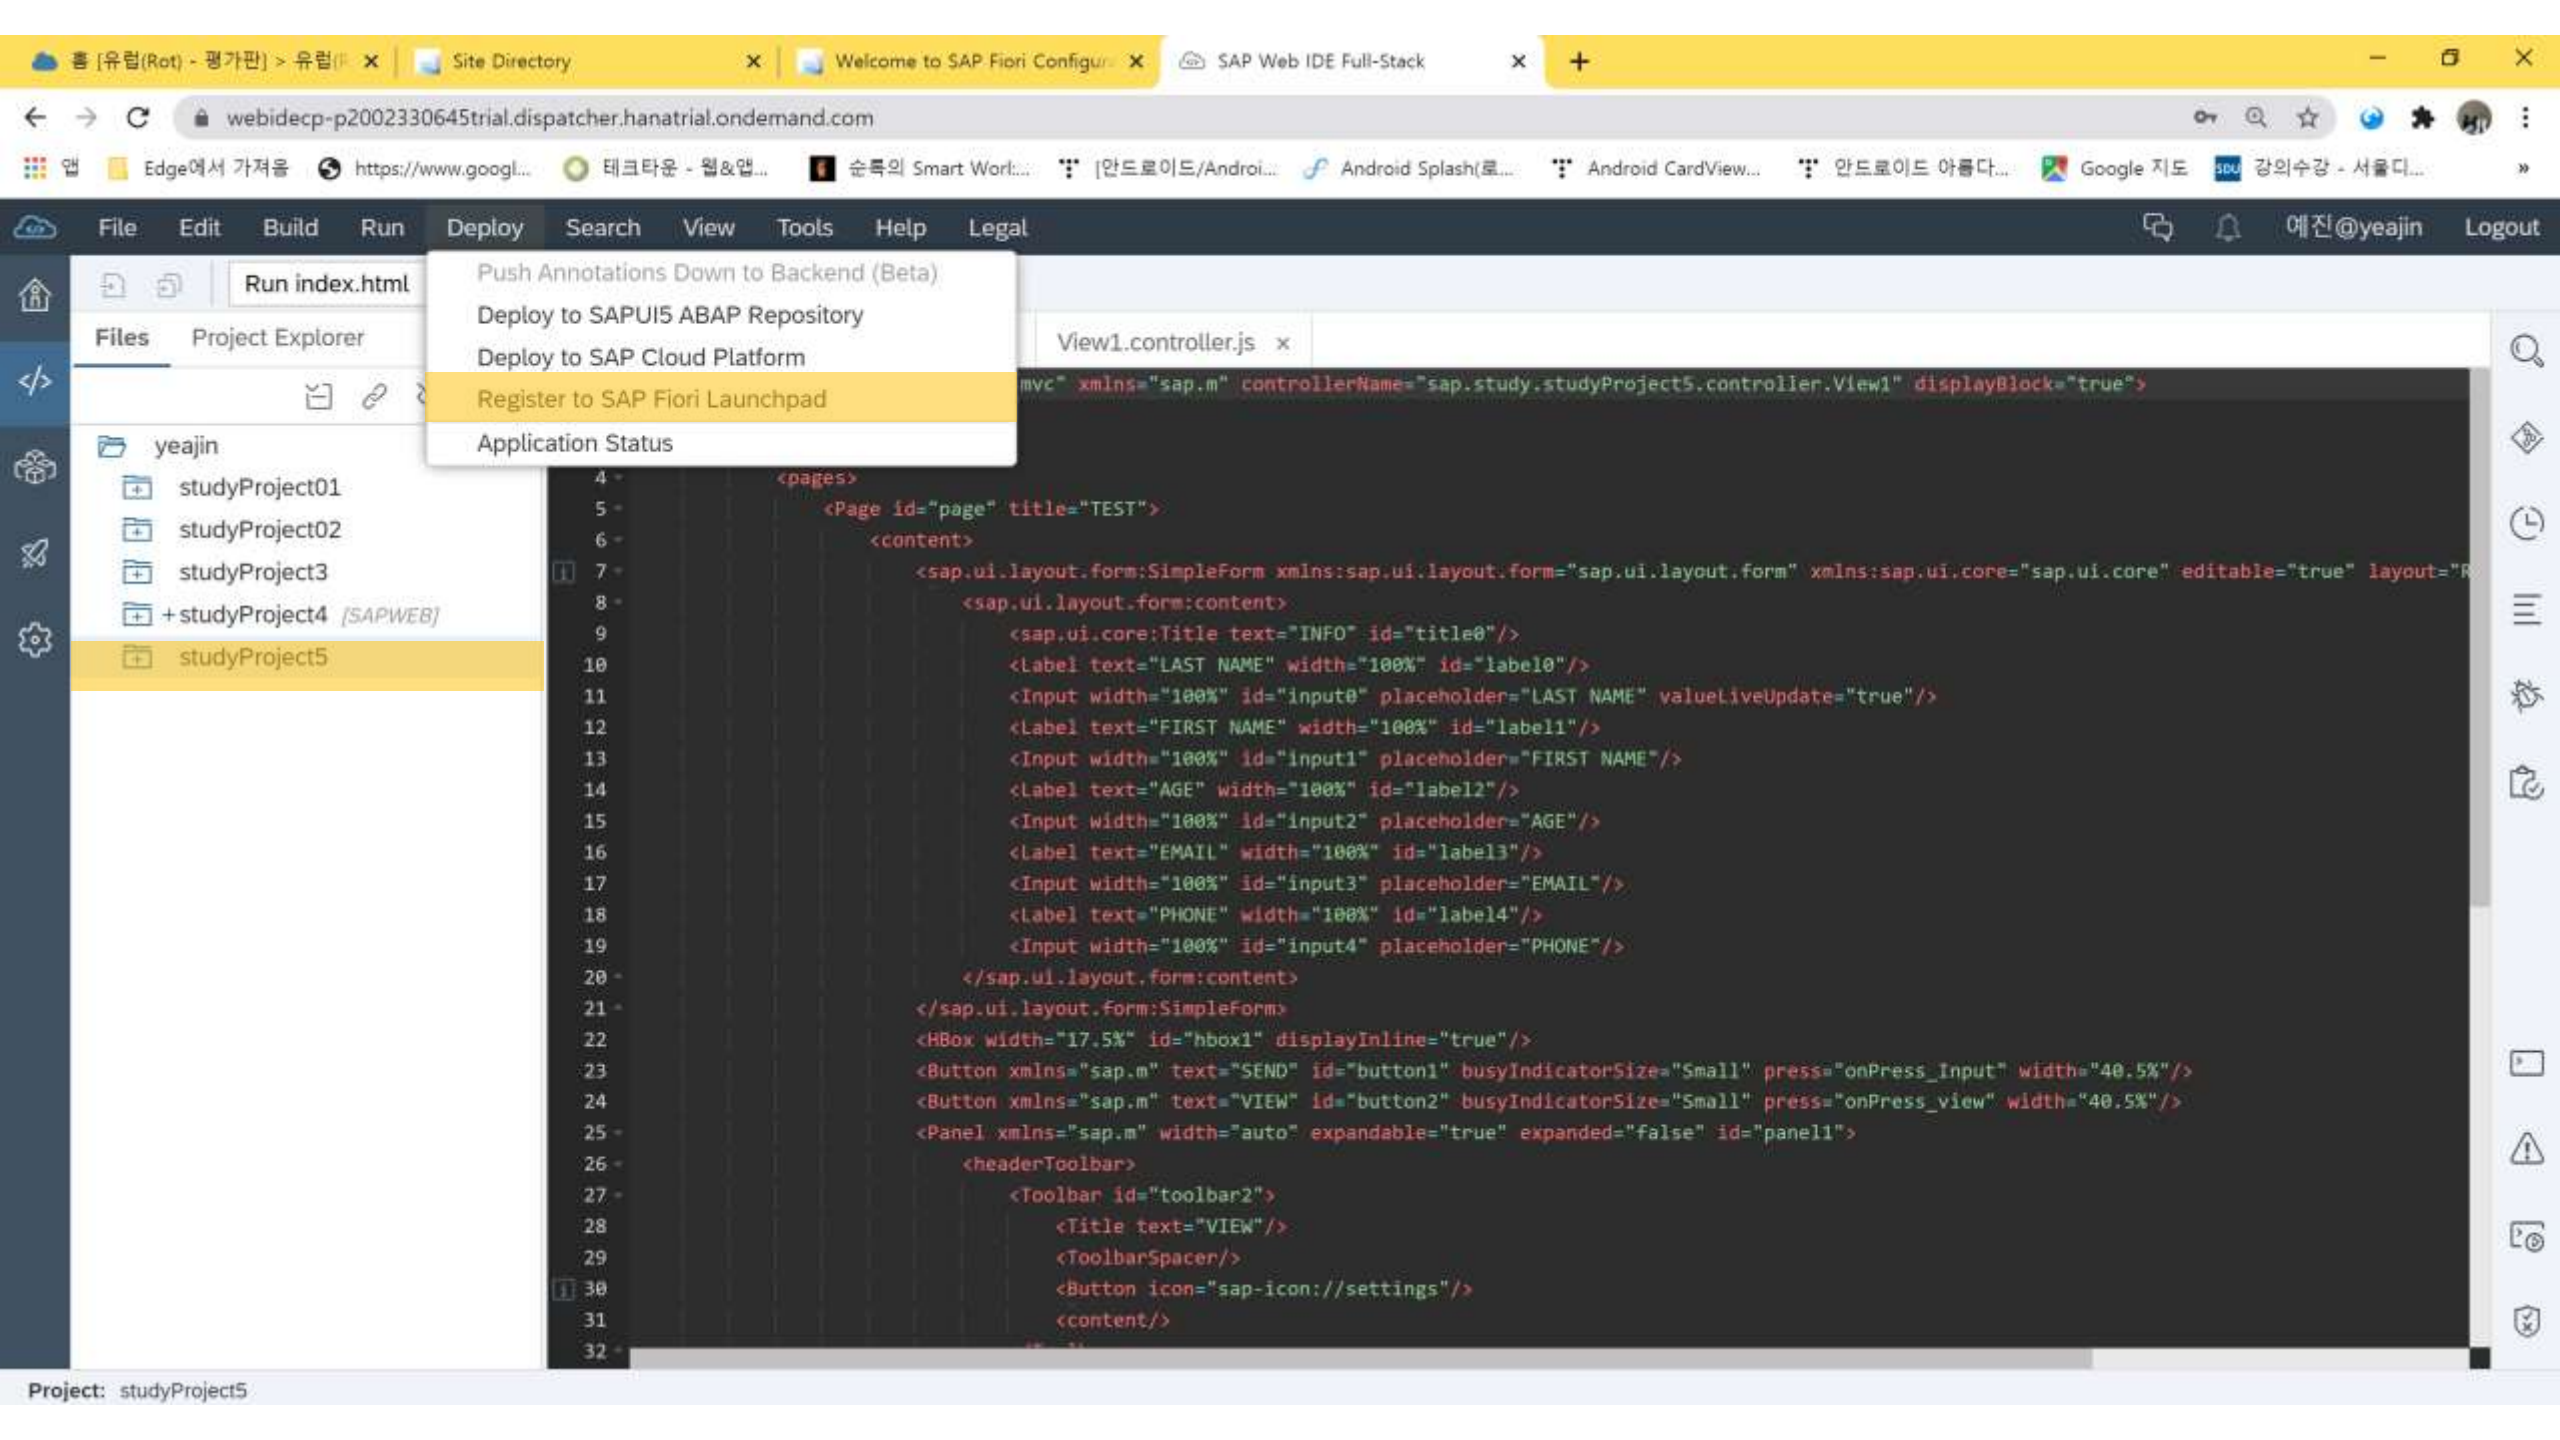 홈 [유럽(Rot) - 평가판] > 유럽(
Site Directory
Welcome to SAP Fiori Configur
SAP Web IDE Full-Stack
webidecp-p2002330645trial.dispatcher.hanatrial.ondemand.com
앱
Edge에서 가져옴
https://www.googl...
테크타운 - 웹&앱...
순록의 Smart Worl:...
[안드로이드/Androi...
Android Splash(로...
Android CardView...
안드로이드 아름다...
Google 지도
SDU
강의수강 - 서울디...
»
File Edit Build Run Deploy Search View Tools Help Legal
예진@yeajin
Logout
Run index.html
Push Annotations Down to Backend (Beta)
Deploy to SAPUI5 ABAP Repository
Deploy to SAP Cloud Platform
Register to SAP Fiori Launchpad
Application Status
Files
Project Explorer
View1.controller.js ×
yeajin
studyProject01
studyProject02
studyProject3
+ studyProject4 [SAPWEB]
studyProject5
mvc" xmlns="sap.m" controllerName="sap.study.studyProject5.controller.View1" displayBlock="true">
4 <pages>
5 <Page id="page" title="TEST">
6 <content>
7 <sap.ui.layout.form:SimpleForm xmlns:sap.ui.layout.form="sap.ui.layout.form" xmlns:sap.ui.core="sap.ui.core" editable="true" layout="R
8 <sap.ui.layout.form:content>
9 <sap.ui.core:Title text="INFO" id="title0"/>
10 <Label text="LAST NAME" width="100%" id="label0"/>
11 <Input width="100%" id="input0" placeholder="LAST NAME" valueLiveUpdate="true"/>
12 <Label text="FIRST NAME" width="100%" id="label1"/>
13 <Input width="100%" id="input1" placeholder="FIRST NAME"/>
14 <Label text="AGE" width="100%" id="label2"/>
15 <Input width="100%" id="input2" placeholder="AGE"/>
16 <Label text="EMAIL" width="100%" id="label3"/>
17 <Input width="100%" id="input3" placeholder="EMAIL"/>
18 <Label text="PHONE" width="100%" id="label4"/>
19 <Input width="100%" id="input4" placeholder="PHONE"/>
20 </sap.ui.layout.form:content>
21 </sap.ui.layout.form:SimpleForm>
22 <HBox width="17.5%" id="hbox1" displayInline="true"/>
23 <Button xmlns="sap.m" text="SEND" id="button1" busyIndicatorSize="Small" press="onPress_Input" width="40.5%"/>
24 <Button xmlns="sap.m" text="VIEW" id="button2" busyIndicatorSize="Small" press="onPress_view" width="40.5%"/>
25 <Panel xmlns="sap.m" width="auto" expandable="true" expanded="false" id="panel1">
26 <headerToolbar>
27 <Toolbar id="toolbar2">
28 <Title text="VIEW"/>
29 <ToolbarSpacer/>
30 <Button icon="sap-icon://settings"/>
31 <content/>
32
Project: studyProject5